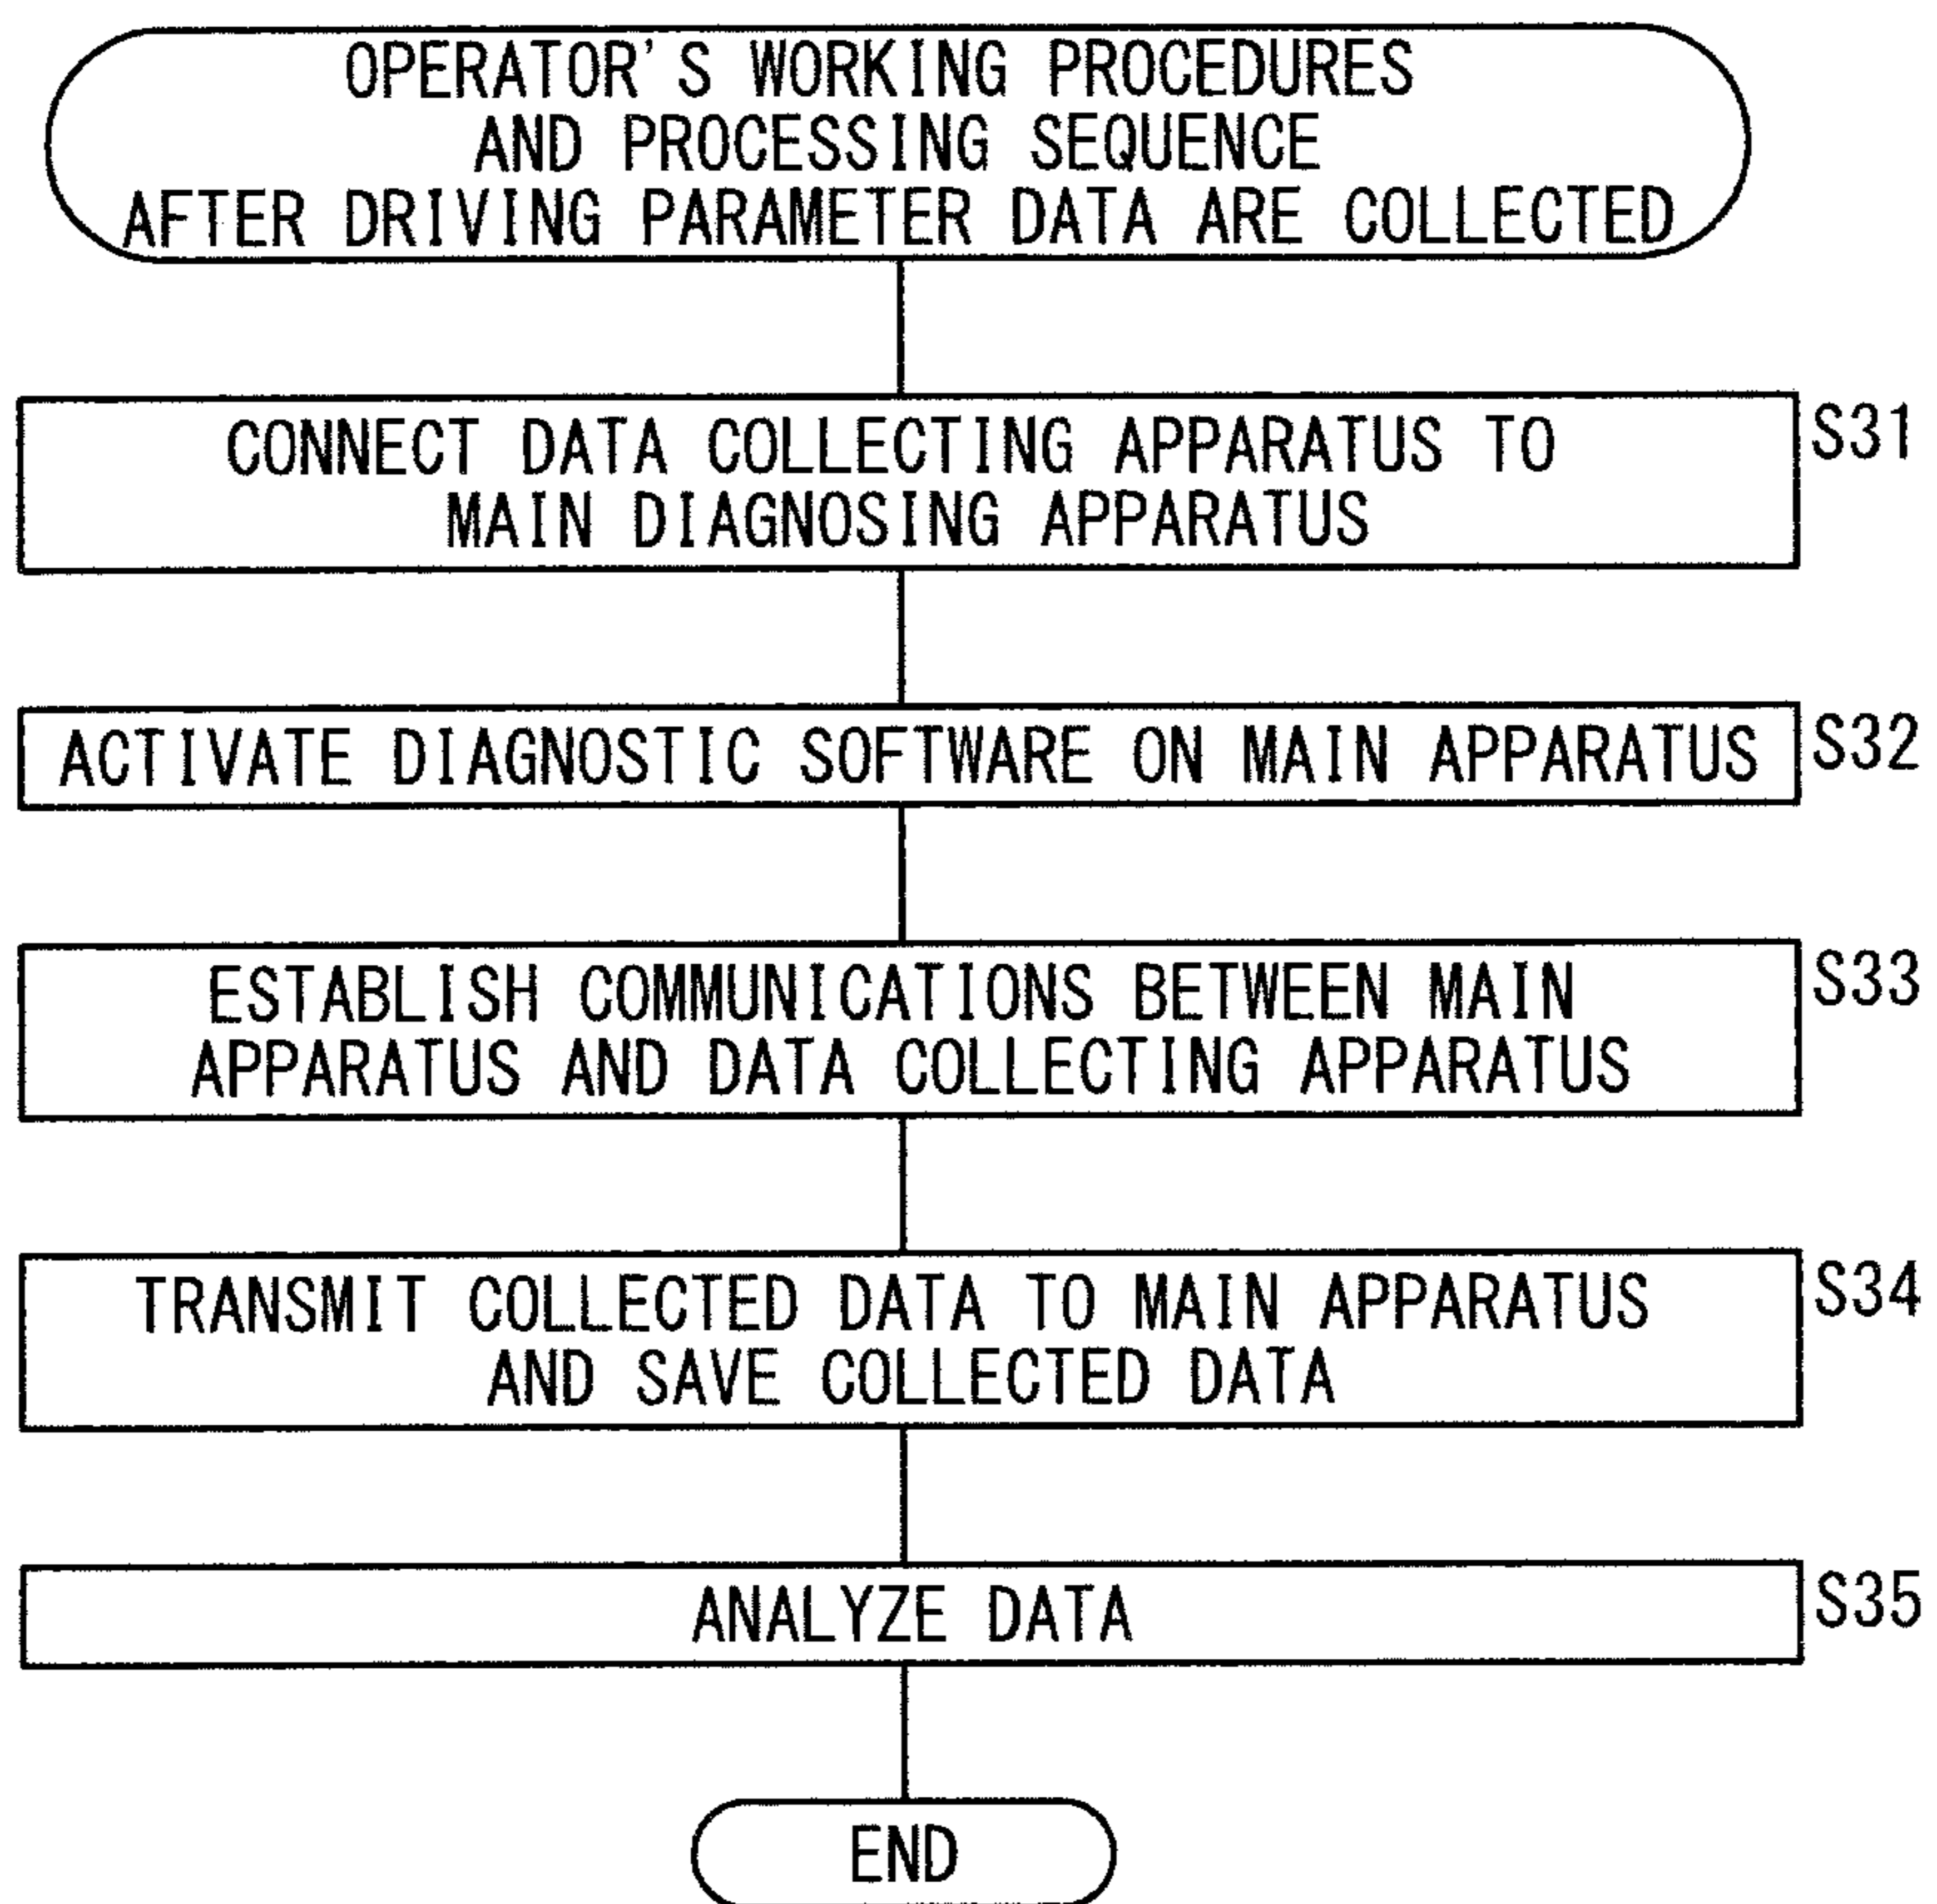 OPERATOR'S WORKING PROCEDURES
AND PROCESSING SEQUENCE
AFTER DRIVING PARAMETER DATA ARE COLLECTED
CONNECT DATA COLLECTING APPARATUS TO
MAIN DIAGNOSING APPARATUS
S31
ACTIVATE DIAGNOSTIC SOFTWARE ON MAIN APPARATUS
S32
ESTABLISH COMMUNICATIONS BETWEEN MAIN
APPARATUS AND DATA COLLECTING APPARATUS
S33
TRANSMIT COLLECTED DATA TO MAIN APPARATUS
AND SAVE COLLECTED DATA
S34
ANALYZE DATA
S35
END